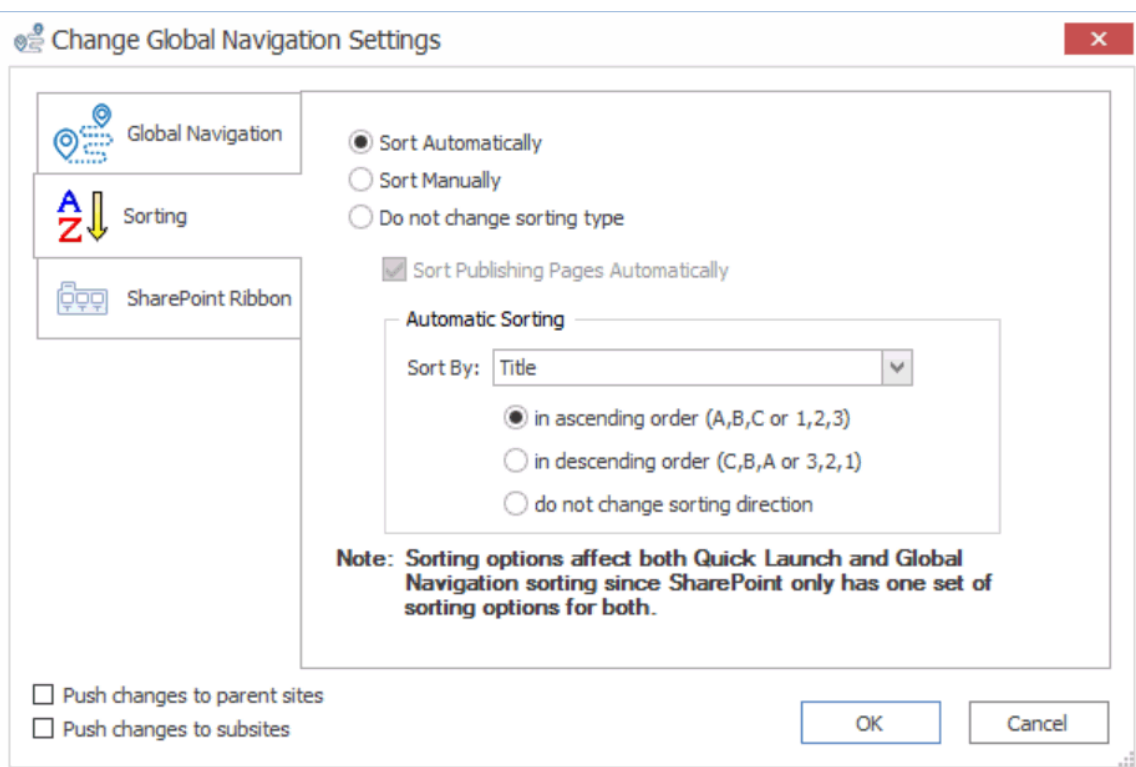 Change Global Navigation Settings
Global Navigation
Sorting
SharePoint Ribbon
Sort Automatically
Sort Manually
Do not change sorting type
Sort Publishing Pages Automatically
Automatic Sorting
Sort By: Title
in ascending order (A,B,C or 1,2,3)
in descending order (C,B,A or 3,2,1)
do not change sorting direction
Note: Sorting options affect both Quick Launch and Global
Navigation sorting since SharePoint only has one set of
sorting options for both.
Push changes to parent sites
Push changes to subsites
OK
Cancel